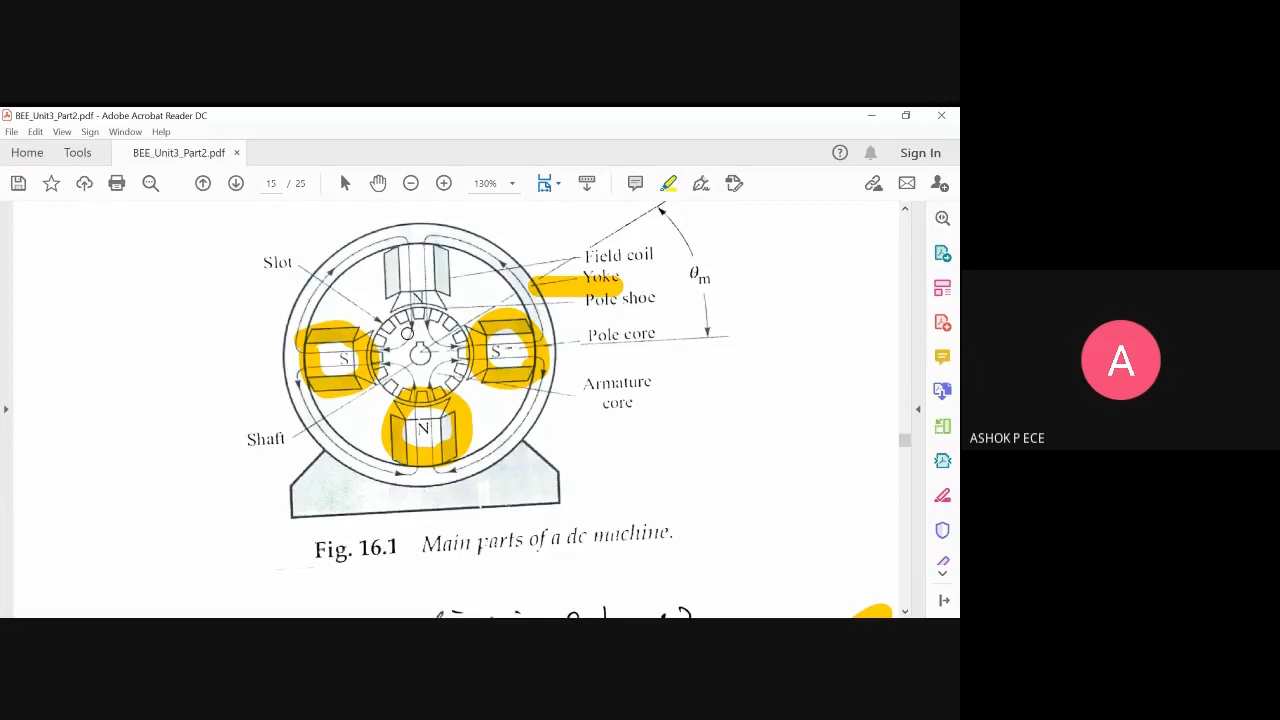 BEE_Unit3_Part2.pdf - Adobe Acrobat Reader DC
File Edit View Window Sign Help
Home Tools BEE_Unit3_Part2.pdf × Sign In
15 / 25 130%
Field coil
Slot
Yoke
θm
N
Pole shoe
Pole core
S S
Armature
core
N
Shaft
Fig. 16.1 Main parts of a dc machine.
A
ASHOK P ECE